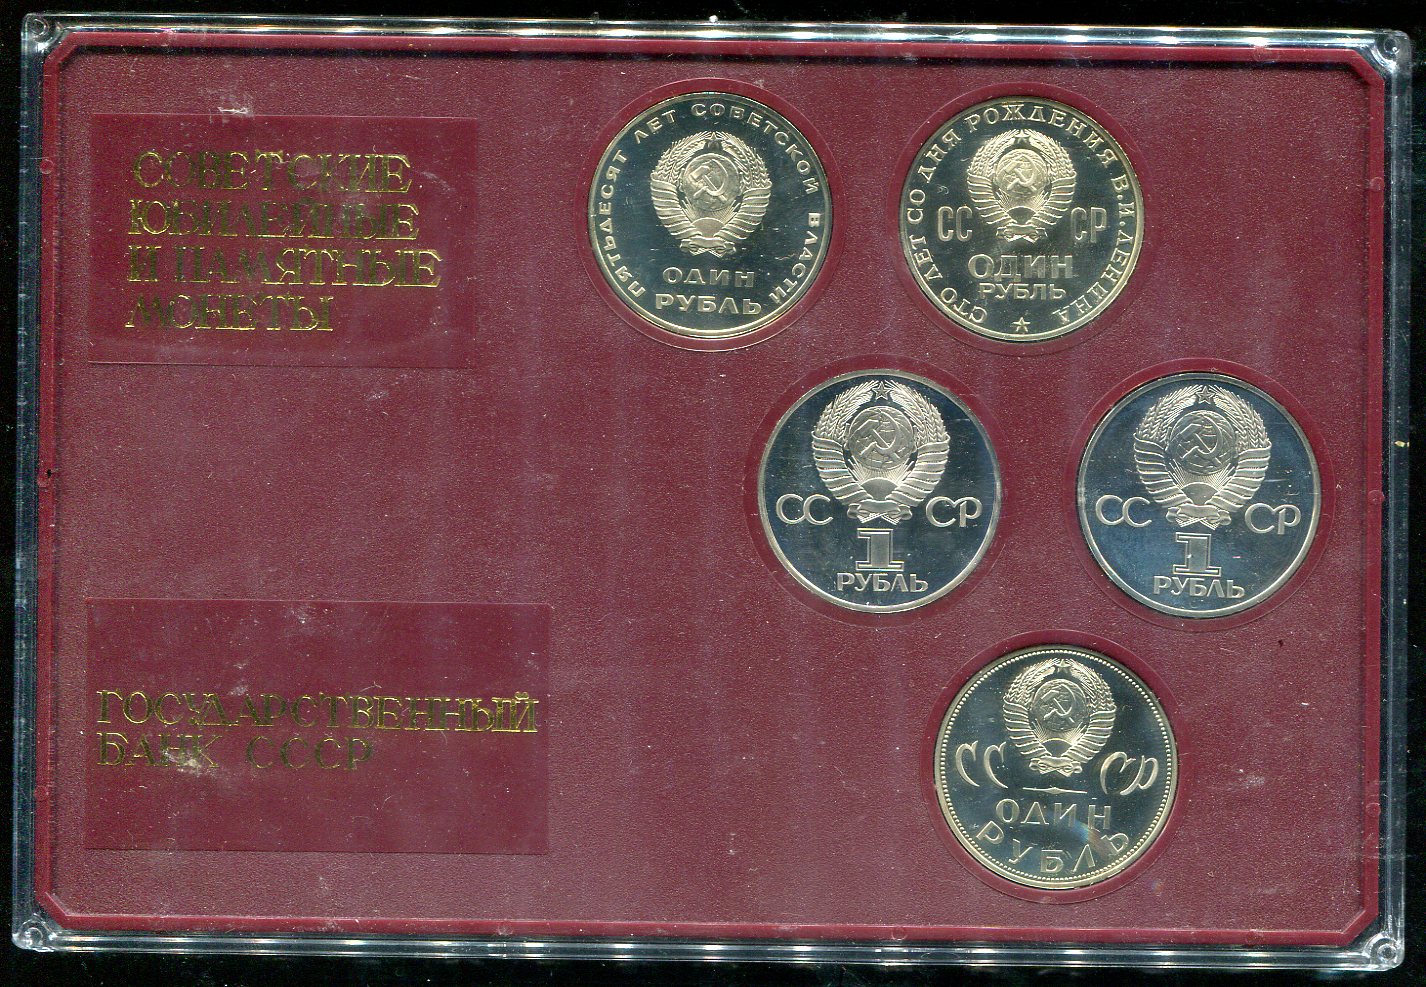 СОВЕТСКИЕ
ЮБИЛЕЙНЫЕ
И ПАМЯТНЫЕ
МОНЕТЫ
ПЯТЬДЕСЯТ ЛЕТ СОВЕТСКОЙ ВЛАСТИ
ОДИН
РУБЛЬ
СТО ЛЕТ СО ДНЯ РОЖДЕНИЯ В.И.ЛЕНИНА
СС СР
ОДИН
РУБЛЬ
СС СР
1
РУБЛЬ
СС СР
1
РУБЛЬ
ГОСУДАРСТВЕННЫЙ
БАНК СССР
СС СР
ОДИН
РУБЛЬ